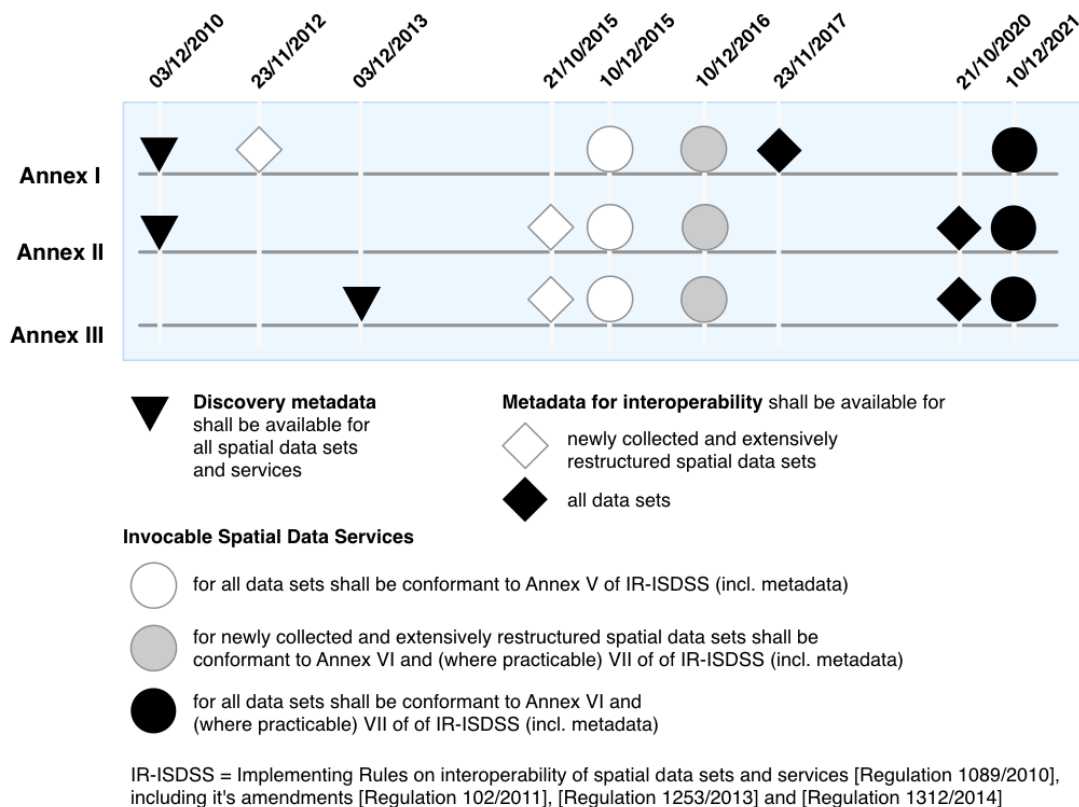 03/12/2010
23/11/2012
03/12/2013
21/10/2015
10/12/2015
10/12/2016
23/11/2017
21/10/2020
10/12/2021
Annex I
Annex II
Annex III
Discovery metadata
shall be available for
all spatial data sets
and services
Metadata for interoperability shall be available for
newly collected and extensively
restructured spatial data sets
all data sets
Invocable Spatial Data Services
for all data sets shall be conformant to Annex V of IR-ISDSS (incl. metadata)
for newly collected and extensively restructured spatial data sets shall be
conformant to Annex VI and (where practicable) VII of of IR-ISDSS (incl. metadata)
for all data sets shall be conformant to Annex VI and
(where practicable) VII of of IR-ISDSS (incl. metadata)
IR-ISDSS = Implementing Rules on interoperability of spatial data sets and services [Regulation 1089/2010],
including it's amendments [Regulation 102/2011], [Regulation 1253/2013] and [Regulation 1312/2014]